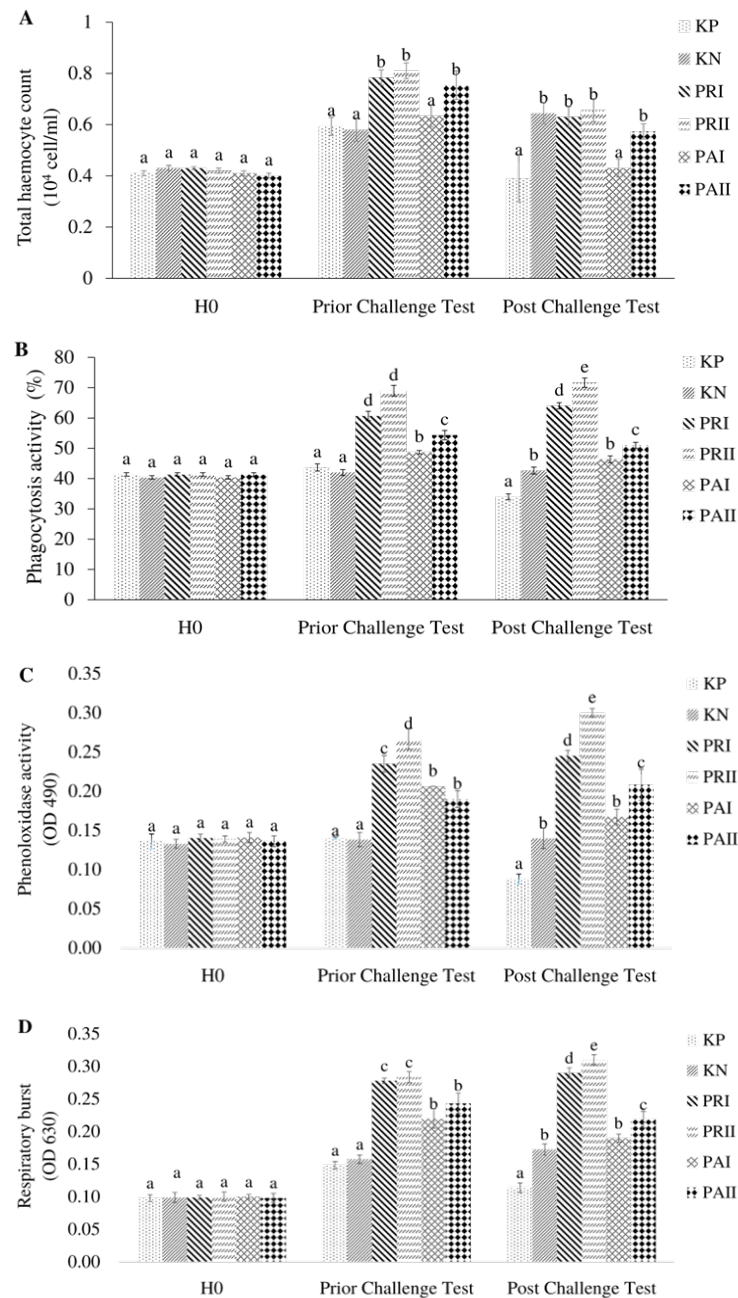 A
Total haemocyte count
(10⁴ cell/ml)
1
0.8
0.6
0.4
0.2
0
a a a a a a
a a b b a b
a b b b a b
H0 Prior Challenge Test Post Challenge Test
KP
KN
PRI
PRII
PAI
PAII
B
Phagocytosis activity (%)
80
70
60
50
40
30
20
10
0
a a a a a a
a a d d b c
a b d e b c
H0 Prior Challenge Test Post Challenge Test
KP
KN
PRI
PRII
PAI
PAII
C
Phenoloxidase activity
(OD 490)
0.35
0.30
0.25
0.20
0.15
0.10
0.05
0.00
a a a a a a
a a c d b b
a b d e b c
H0 Prior Challenge Test Post Challenge Test
KP
KN
PRI
PRII
PAI
PAII
D
Respiratory burst
(OD 630)
0.35
0.30
0.25
0.20
0.15
0.10
0.05
0.00
a a a a a a
a a c c b b
a b d e b c
H0 Prior Challenge Test Post Challenge Test
KP
KN
PRI
PRII
PAI
PAII